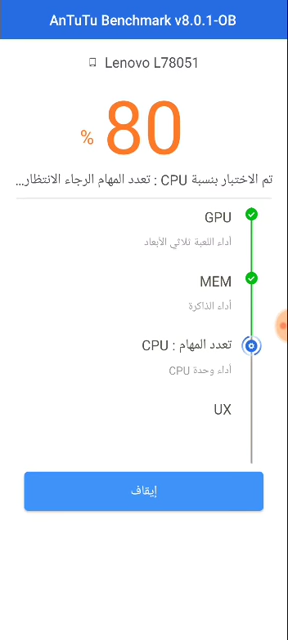 AnTuTu Benchmark v8.0.1-OB
Lenovo L78051
80 %
تم الاختبار بنسبة CPU : تعدد المهام الرجاء الانتظار...
GPU
أداء اللعبة ثلاثي الأبعاد
MEM
أداء الذاكرة
تعدد المهام : CPU
أداء وحدة CPU
UX
إيقاف